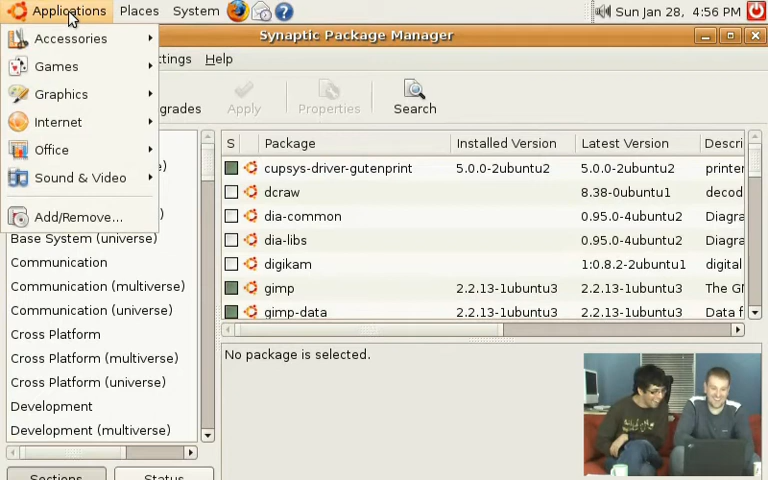 Applications Places System Sun Jan 28, 4:56 PM
Synaptic Package Manager
Accessories
Games
Graphics
Internet
Office
Sound & Video
Add/Remove...
ttings Help
grades Apply Properties Search
Base System (universe)
Communication
Communication (multiverse)
Communication (universe)
Cross Platform
Cross Platform (multiverse)
Cross Platform (universe)
Development
Development (multiverse)
Sections Status
S Package Installed Version Latest Version Descri
cupsys-driver-gutenprint 5.0.0-2ubuntu2 5.0.0-2ubuntu2 printer
dcraw 8.38-0ubuntu1 decod
dia-common 0.95.0-4ubuntu2 Diagra
dia-libs 0.95.0-4ubuntu2 Diagra
digikam 1:0.8.2-2ubuntu1 digital
gimp 2.2.13-1ubuntu3 2.2.13-1ubuntu3 The GI
gimp-data 2.2.13-1ubuntu3 2.2.13-1ubuntu3 Data f
No package is selected.